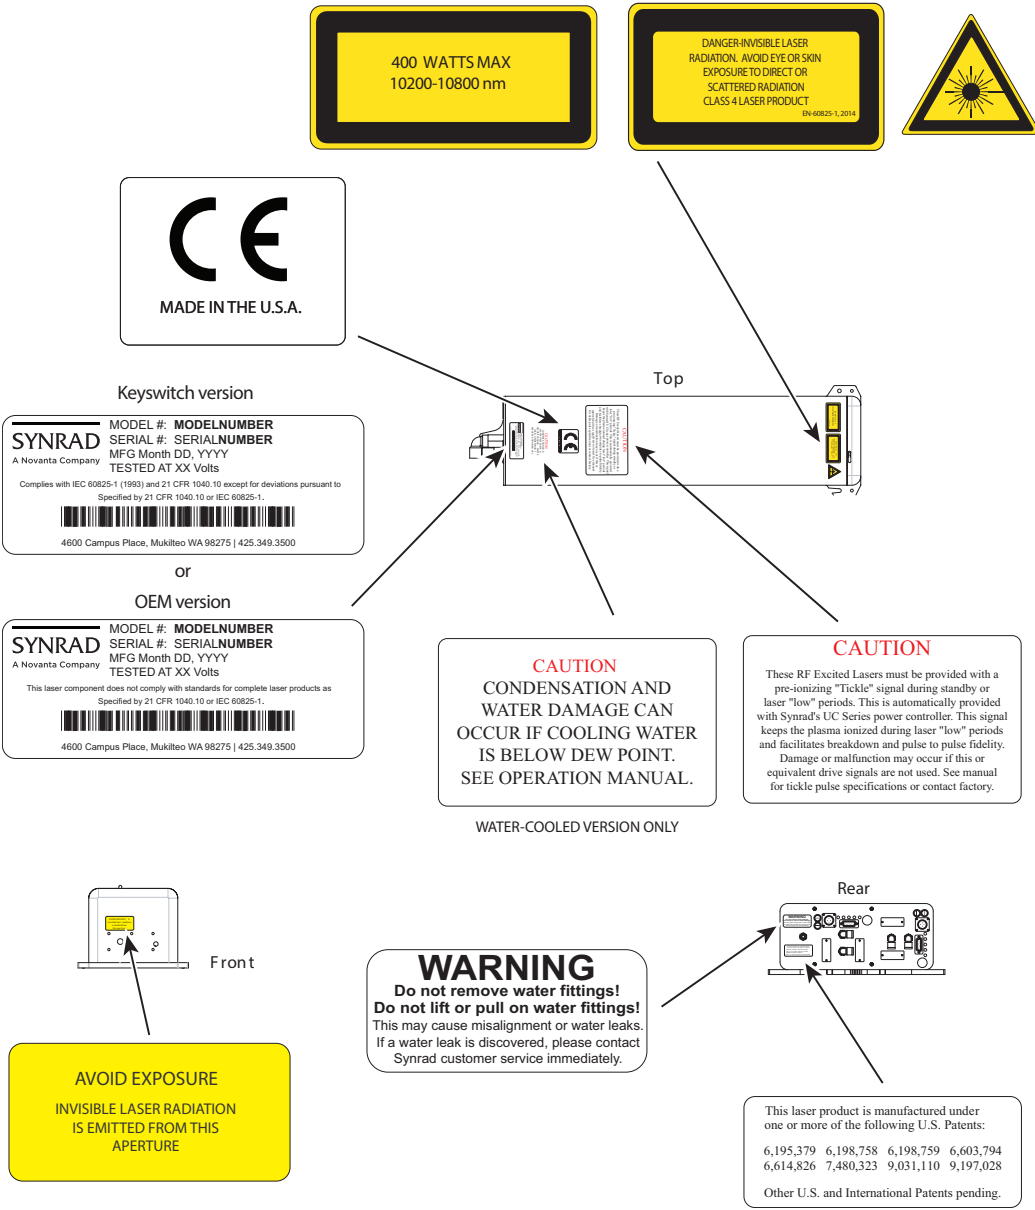 400 WATTS MAX
10200-10800 nm
DANGER-INVISIBLE LASER
RADIATION. AVOID EYE OR SKIN
EXPOSURE TO DIRECT OR
SCATTERED RADIATION
CLASS 4 LASER PRODUCT
EN-60825-1, 2014
CE
MADE IN THE U.S.A.
Top
Keyswitch version
SYNRAD
A Novanta Company
MODEL #: MODELNUMBER
SERIAL #: SERIALNUMBER
MFG Month DD, YYYY
TESTED AT XX Volts
Complies with IEC 60825-1 (1993) and 21 CFR 1040.10 except for deviations pursuant to
Specified by 21 CFR 1040.10 or IEC 60825-1.
4600 Campus Place, Mukilteo WA 98275 | 425.349.3500
or
OEM version
SYNRAD
A Novanta Company
MODEL #: MODELNUMBER
SERIAL #: SERIALNUMBER
MFG Month DD, YYYY
TESTED AT XX Volts
This laser component does not comply with standards for complete laser products as
Specified by 21 CFR 1040.10 or IEC 60825-1.
4600 Campus Place, Mukilteo WA 98275 | 425.349.3500
CAUTION
CE
CAUTION
CONDENSATION AND
WATER DAMAGE CAN
OCCUR IF COOLING WATER
IS BELOW DEW POINT.
SEE OPERATION MANUAL.
WATER-COOLED VERSION ONLY
CAUTION
These RF Excited Lasers must be provided with a
pre-ionizing "Tickle" signal during standby or
laser "low" periods. This is automatically provided
with Synrad's UC Series power controller. This signal
keeps the plasma ionized during laser "low" periods
and facilitates breakdown and pulse to pulse fidelity.
Damage or malfunction may occur if this or
equivalent drive signals are not used. See manual
for tickle pulse specifications or contact factory.
Front
AVOID EXPOSURE
INVISIBLE LASER RADIATION
IS EMITTED FROM THIS
APERTURE
Rear
WARNING
Do not remove water fittings!
Do not lift or pull on water fittings!
This may cause misalignment or water leaks.
If a water leak is discovered, please contact
Synrad customer service immediately.
This laser product is manufactured under
one or more of the following U.S. Patents:
6,195,379 6,198,758 6,198,759 6,603,794
6,614,826 7,480,323 9,031,110 9,197,028
Other U.S. and International Patents pending.